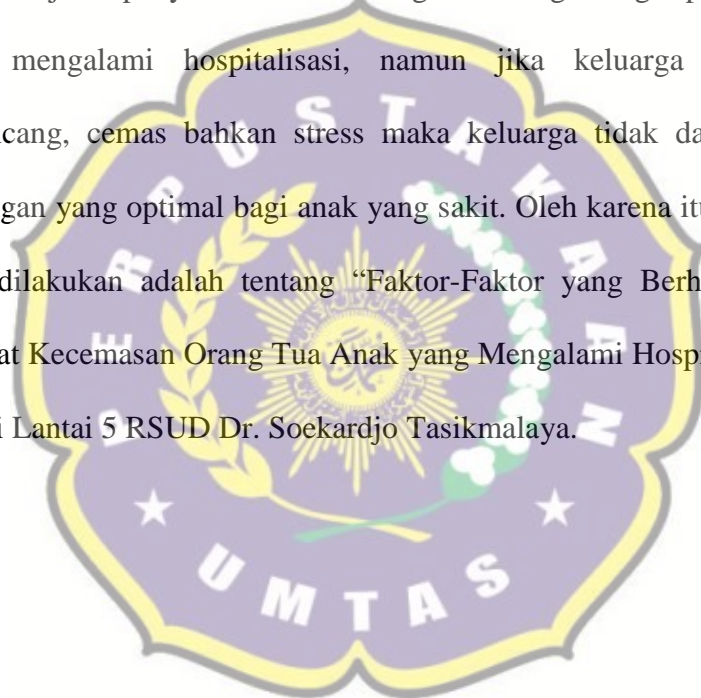 mengalami hospitalisasi, namun jika keluarga
cang, cemas bahkan stress maka keluarga tidak da
gan yang optimal bagi anak yang sakit. Oleh karena itu
dilakukan adalah tentang “Faktor-Faktor yang Berh
at Kecemasan Orang Tua Anak yang Mengalami Hosp
i Lantai 5 RSUD Dr. Soekardjo Tasikmalaya.
PERPUSTAKAAN
UMTAS